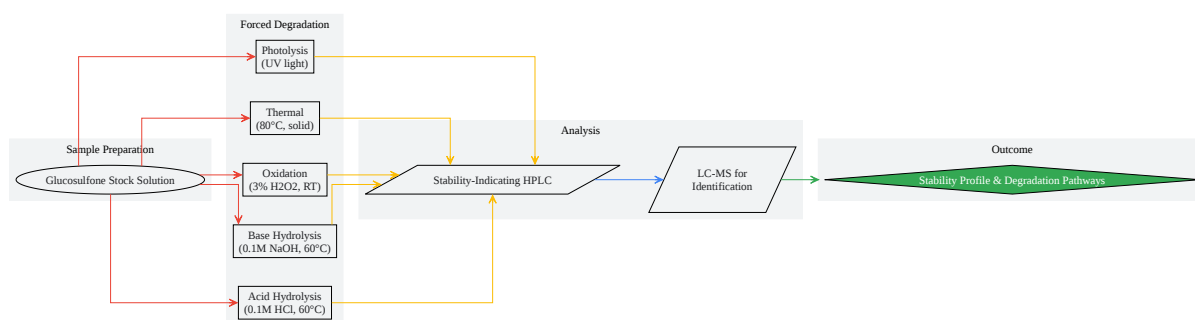 Forced Degradation
Photolysis
(UV light)
Thermal
(80°C, solid)
Sample Preparation
Glucosulfone Stock Solution
Oxidation
(3% H2O2, RT)
Base Hydrolysis
(0.1M NaOH, 60°C)
Acid Hydrolysis
(0.1M HCl, 60°C)
Analysis
Stability-Indicating HPLC
LC-MS for
Identification
Outcome
Stability Profile & Degradation Pathways